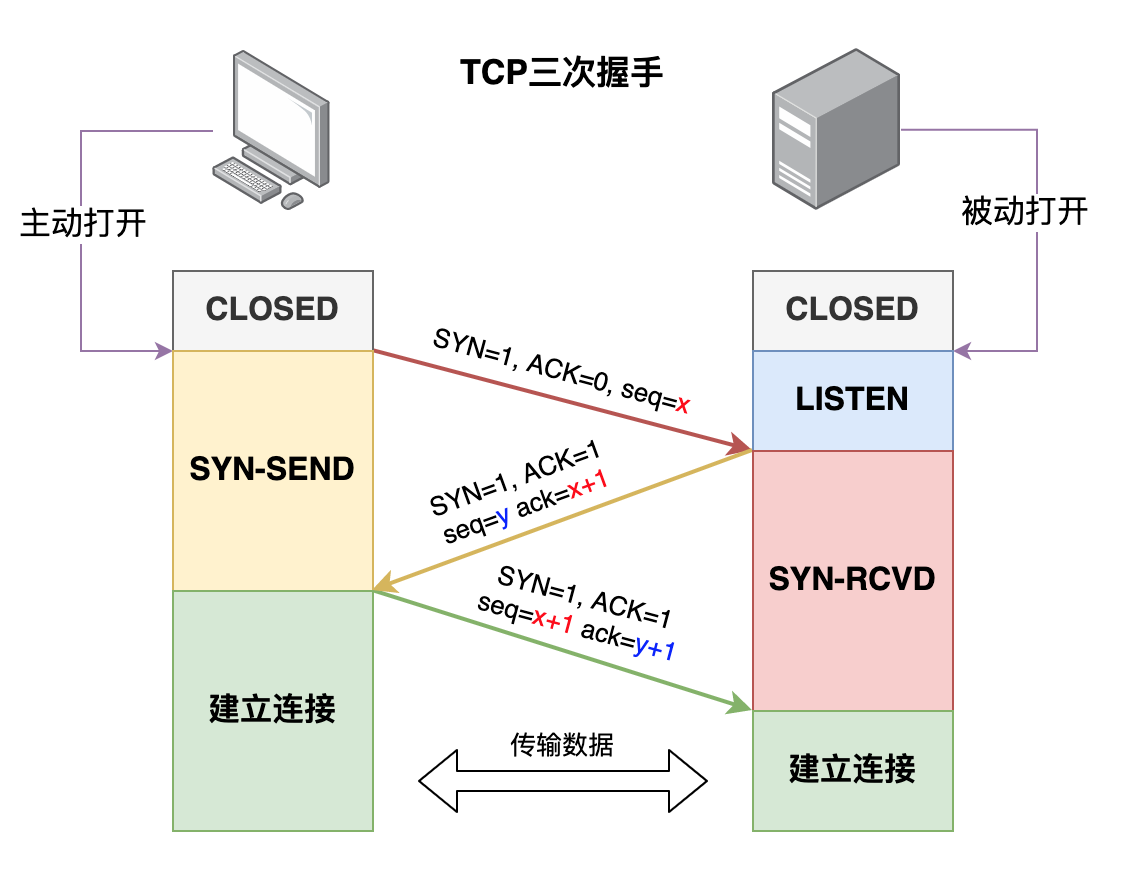 TCP三次握手
主动打开
被动打开
CLOSED
CLOSED
SYN=1, ACK=0, seq=x
LISTEN
SYN-SEND
SYN=1, ACK=1
seq=y ack=x+1
SYN-RCVD
SYN=1, ACK=1
seq=x+1 ack=y+1
建立连接
传输数据
建立连接